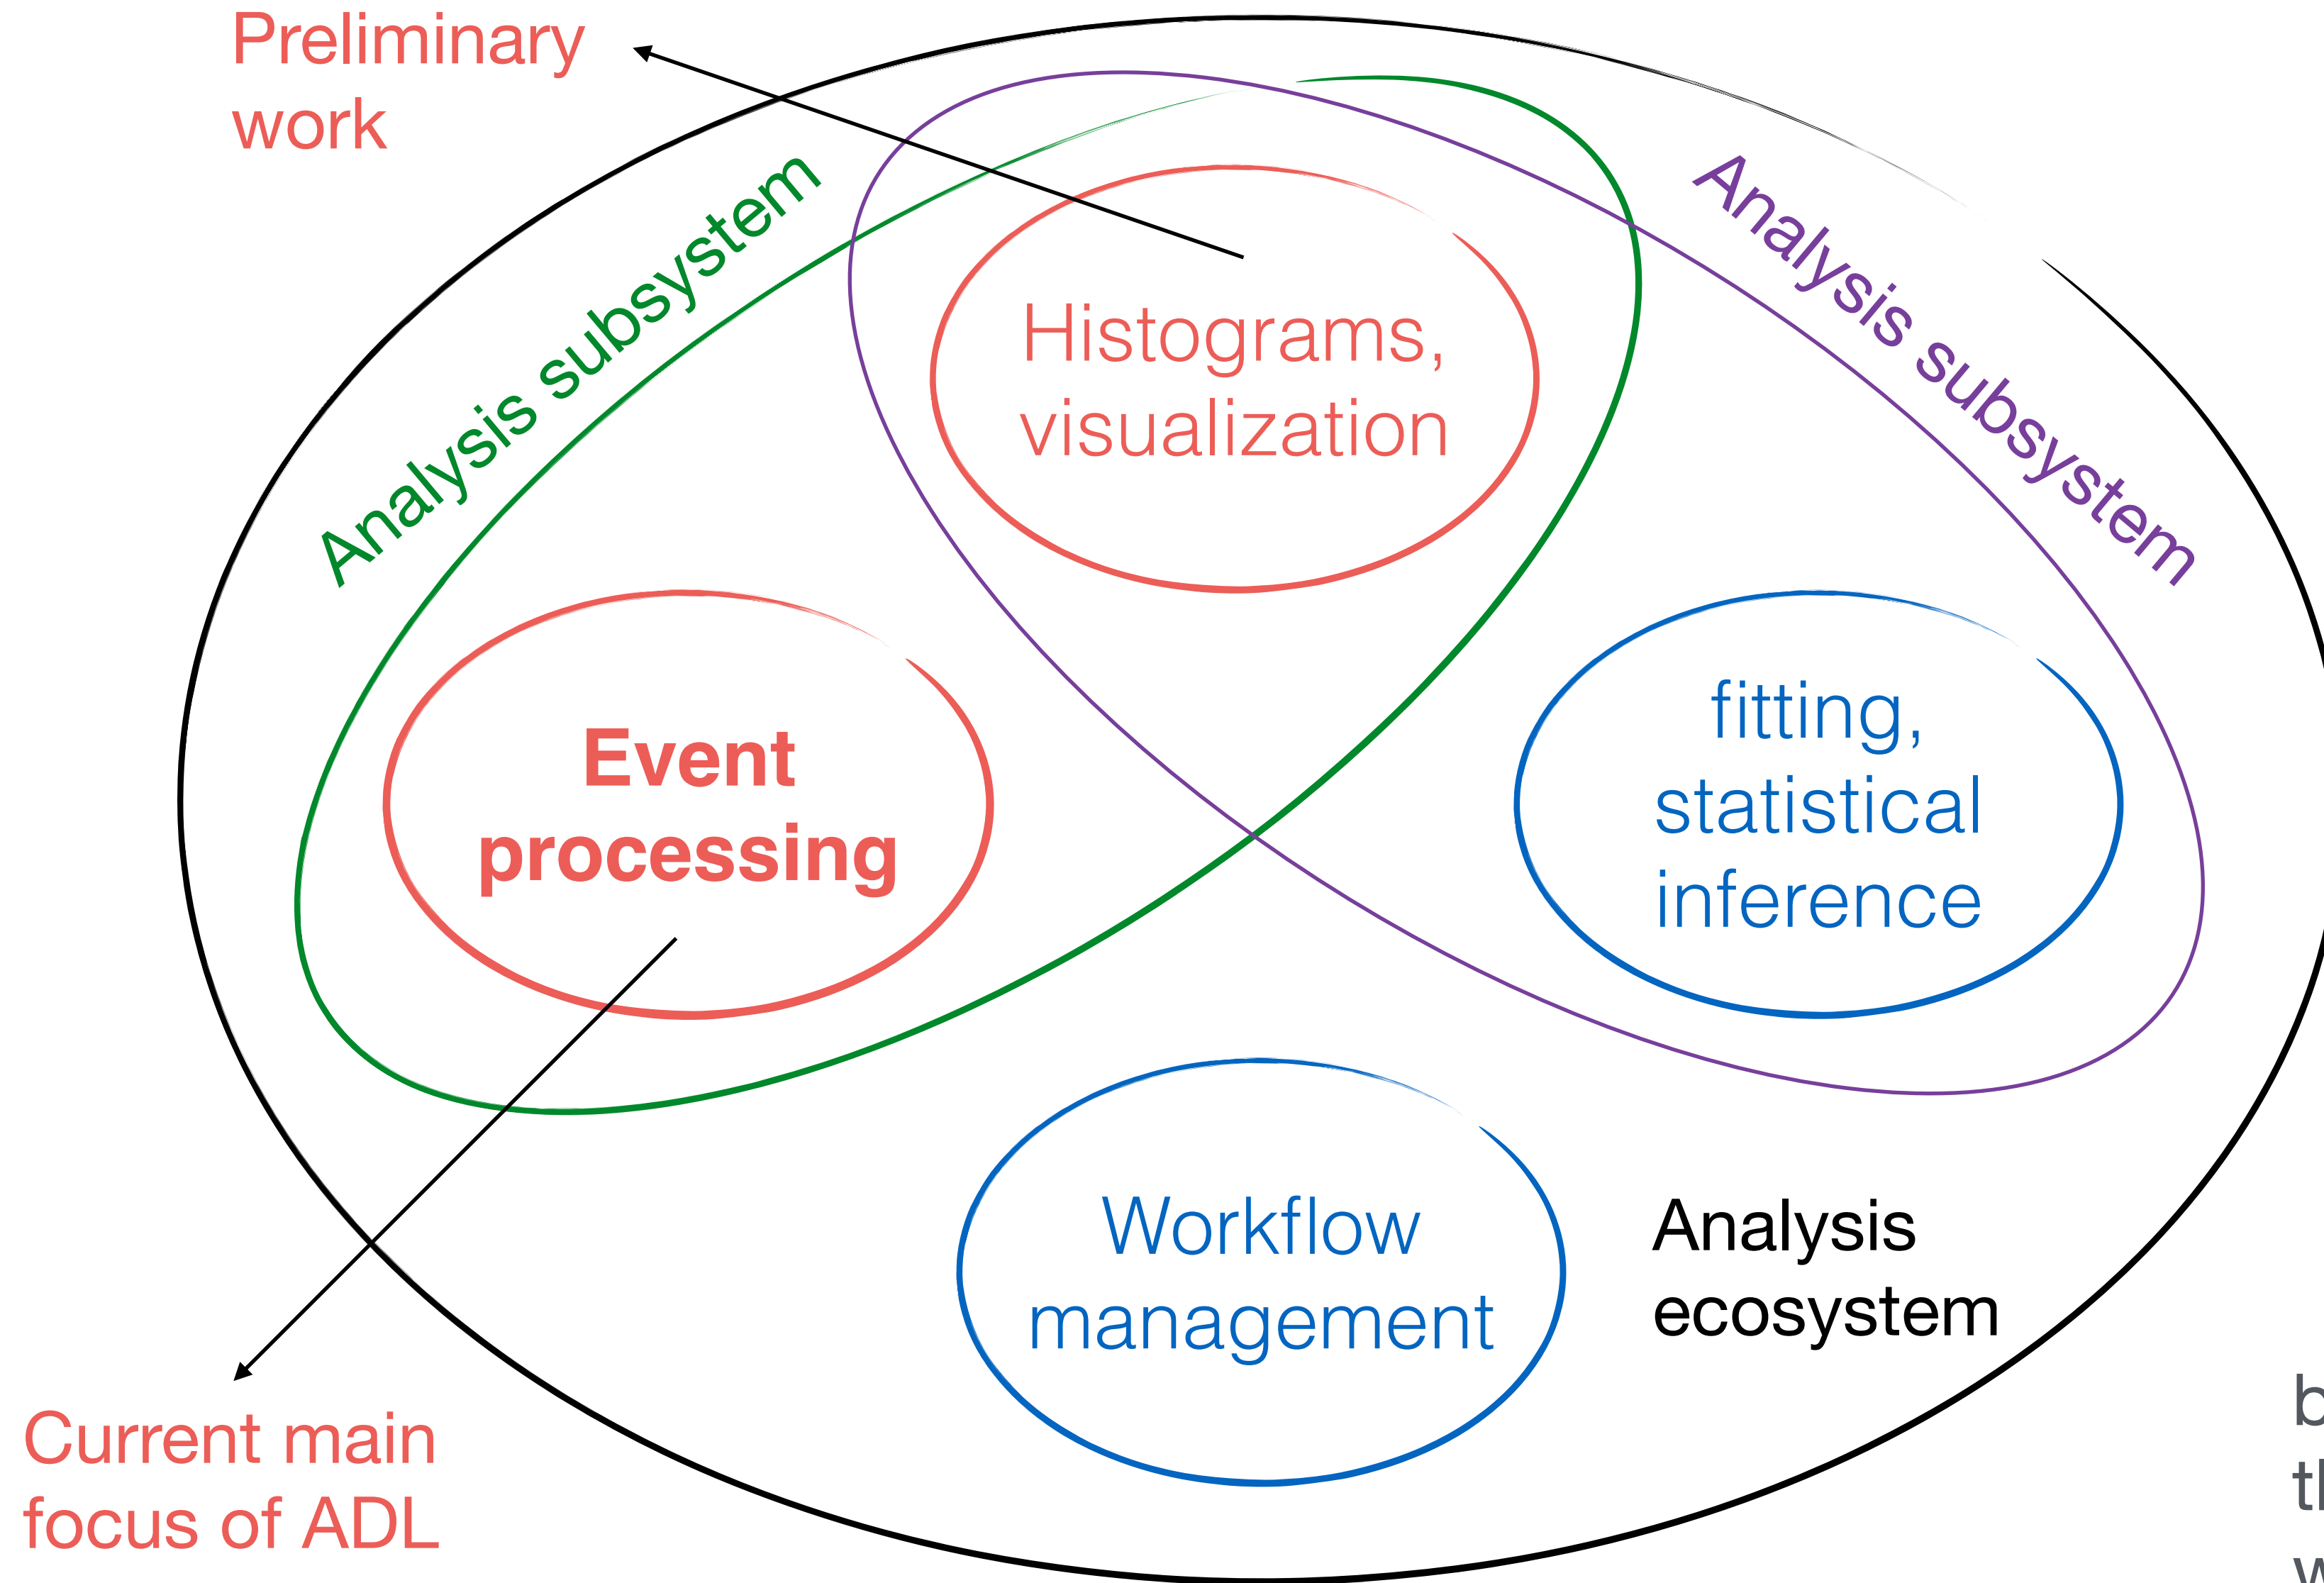 Preliminary
work
Analysis subsystem
Analysis subsystem
Histograms,
visualization
Event
processing
fitting,
statistical
inference
Workflow
management
Analysis
ecosystem
Current main
focus of ADL